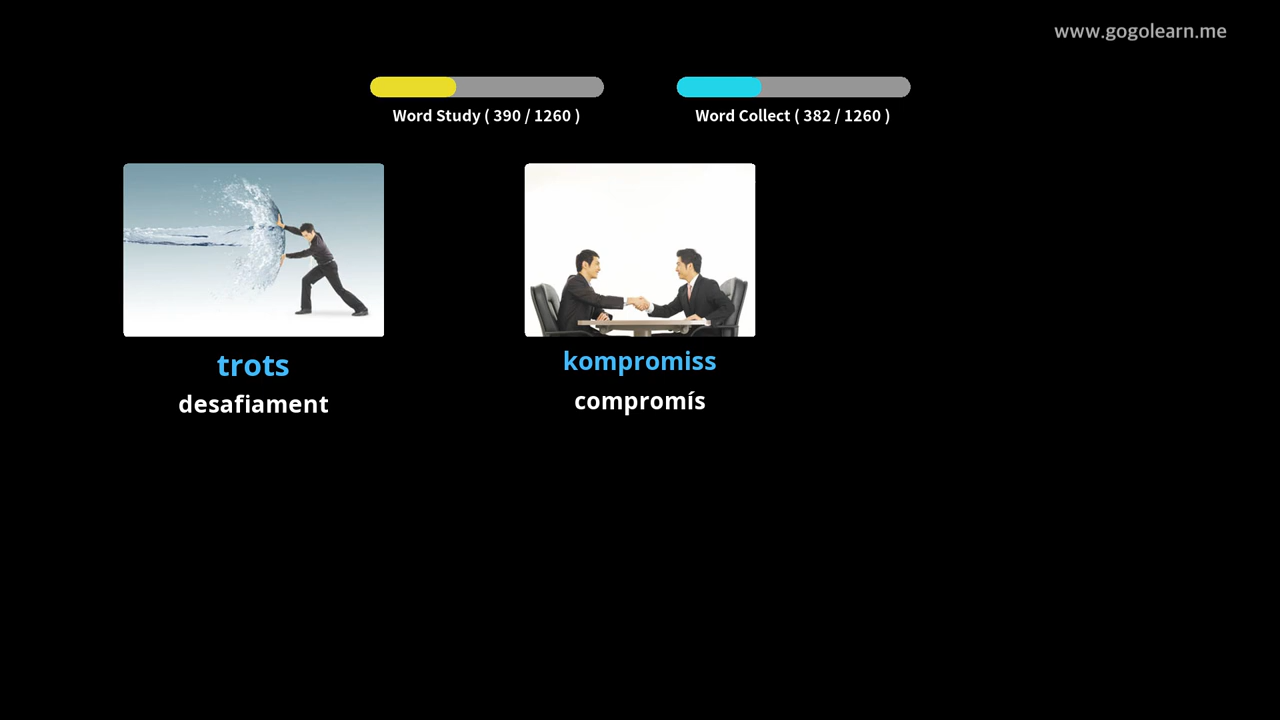 www.gogolearn.me
Word Study ( 390 / 1260 )
Word Collect ( 382 / 1260 )
trots
desafiament
kompromiss
compromís